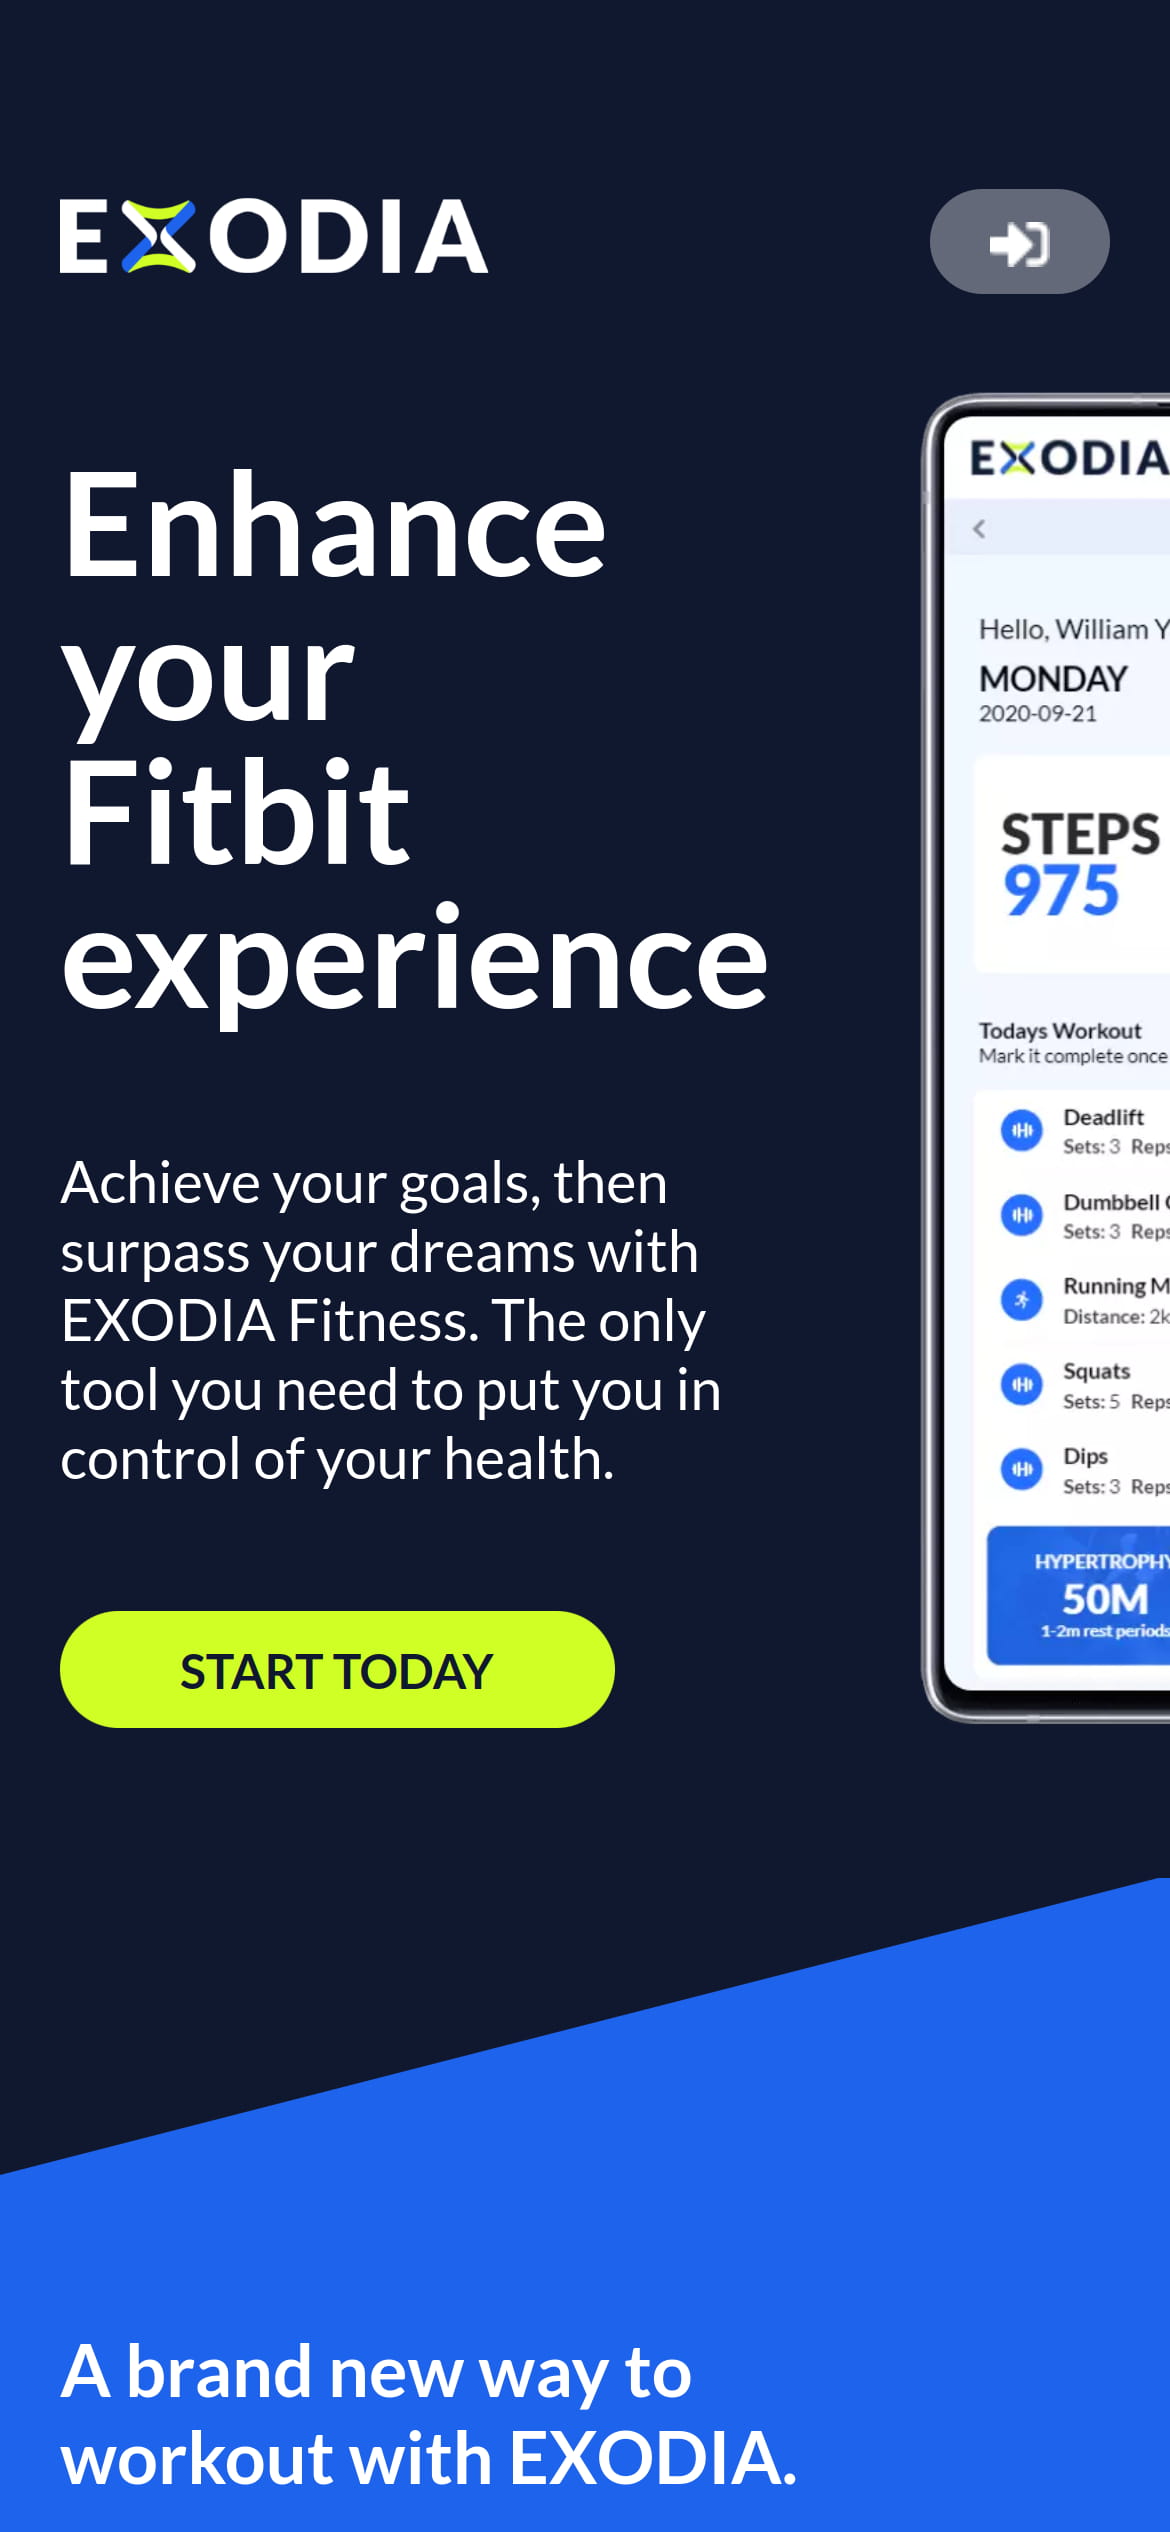 EXODIA
Enhance
your
Fitbit
experience
Achieve your goals, then
surpass your dreams with
EXODIA Fitness. The only
tool you need to put you in
control of your health.
START TODAY
EXODIA
Hello, William
MONDAY
2020-09-21
STEPS
975
Todays Workout
Mark it complete once
Deadlift
Sets: 3 Reps
Dumbbell
Sets: 3 Reps
Running
Distance: 2k
Squats
Sets: 5 Reps
Dips
Sets: 3 Reps
HYPERTROPHY
50M
1-2m rest periods
A brand new way to
workout with EXODIA.